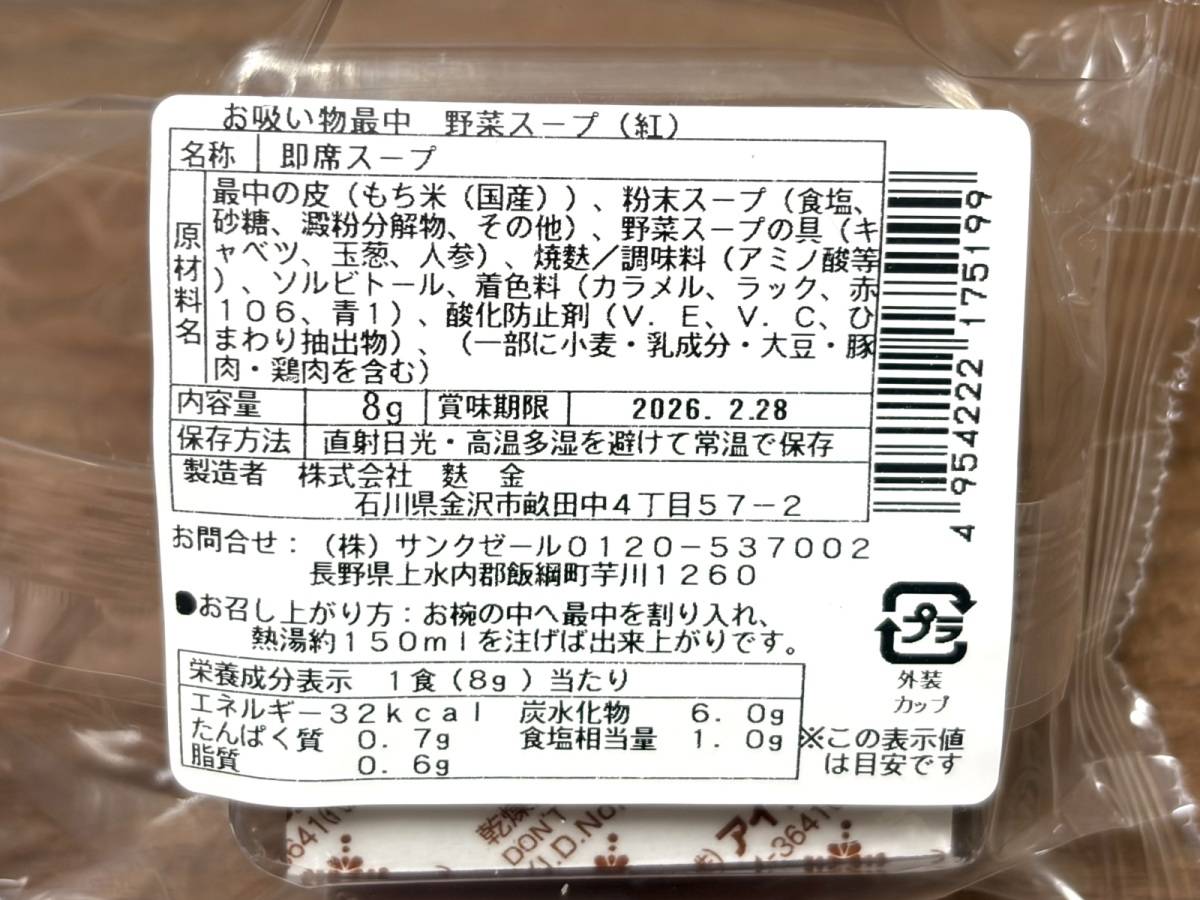 お吸い物最中 野菜スープ(紅)
名称 即席スープ
原材料名
最中の皮(もち米(国産))、粉末スープ(食塩、
砂糖、澱粉分解物、その他)、野菜スープの具(キ
ャベツ、玉葱、人参)、焼麩/調味料(アミノ酸等
)、ソルビトール、着色料(カラメル、ラック、赤
106、青1)、酸化防止剤(V.E、V.C、ひ
まわり抽出物)、(一部に小麦・乳成分・大豆・豚
肉・鶏肉を含む)
内容量 8g 賞味期限 2026.2.28
保存方法 直射日光・高温多湿を避けて常温で保存
製造者 株式会社 麩金
石川県金沢市畝田中4丁目57-2
4954222175199
お問合せ:(株)サンクゼール0120-537002
長野県上水内郡飯綱町芋川1260
●お召し上がり方:お椀の中へ最中を割り入れ、
熱湯約150mlを注げば出来上がりです。
プラ
外装
カップ
栄養成分表示 1食(8g)当たり
エネルギー32kcal 炭水化物 6.0g
たんぱく質 0.7g 食塩相当量 1.0g
脂質 0.6g
※この表示値
は目安です
3641
乾燥
DON'T
アイ
-3641